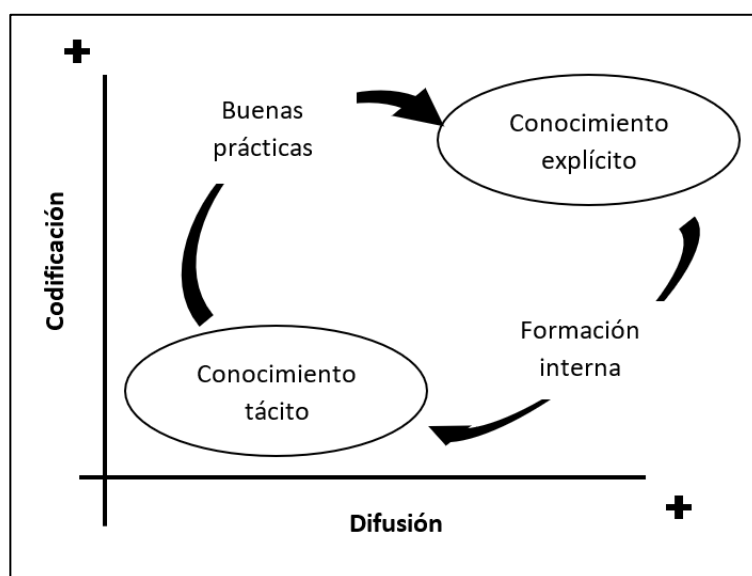 +
Buenas
prácticas
Conocimiento
explícito
Codificación
Formación
interna
Conocimiento
tácito
+
Difusión